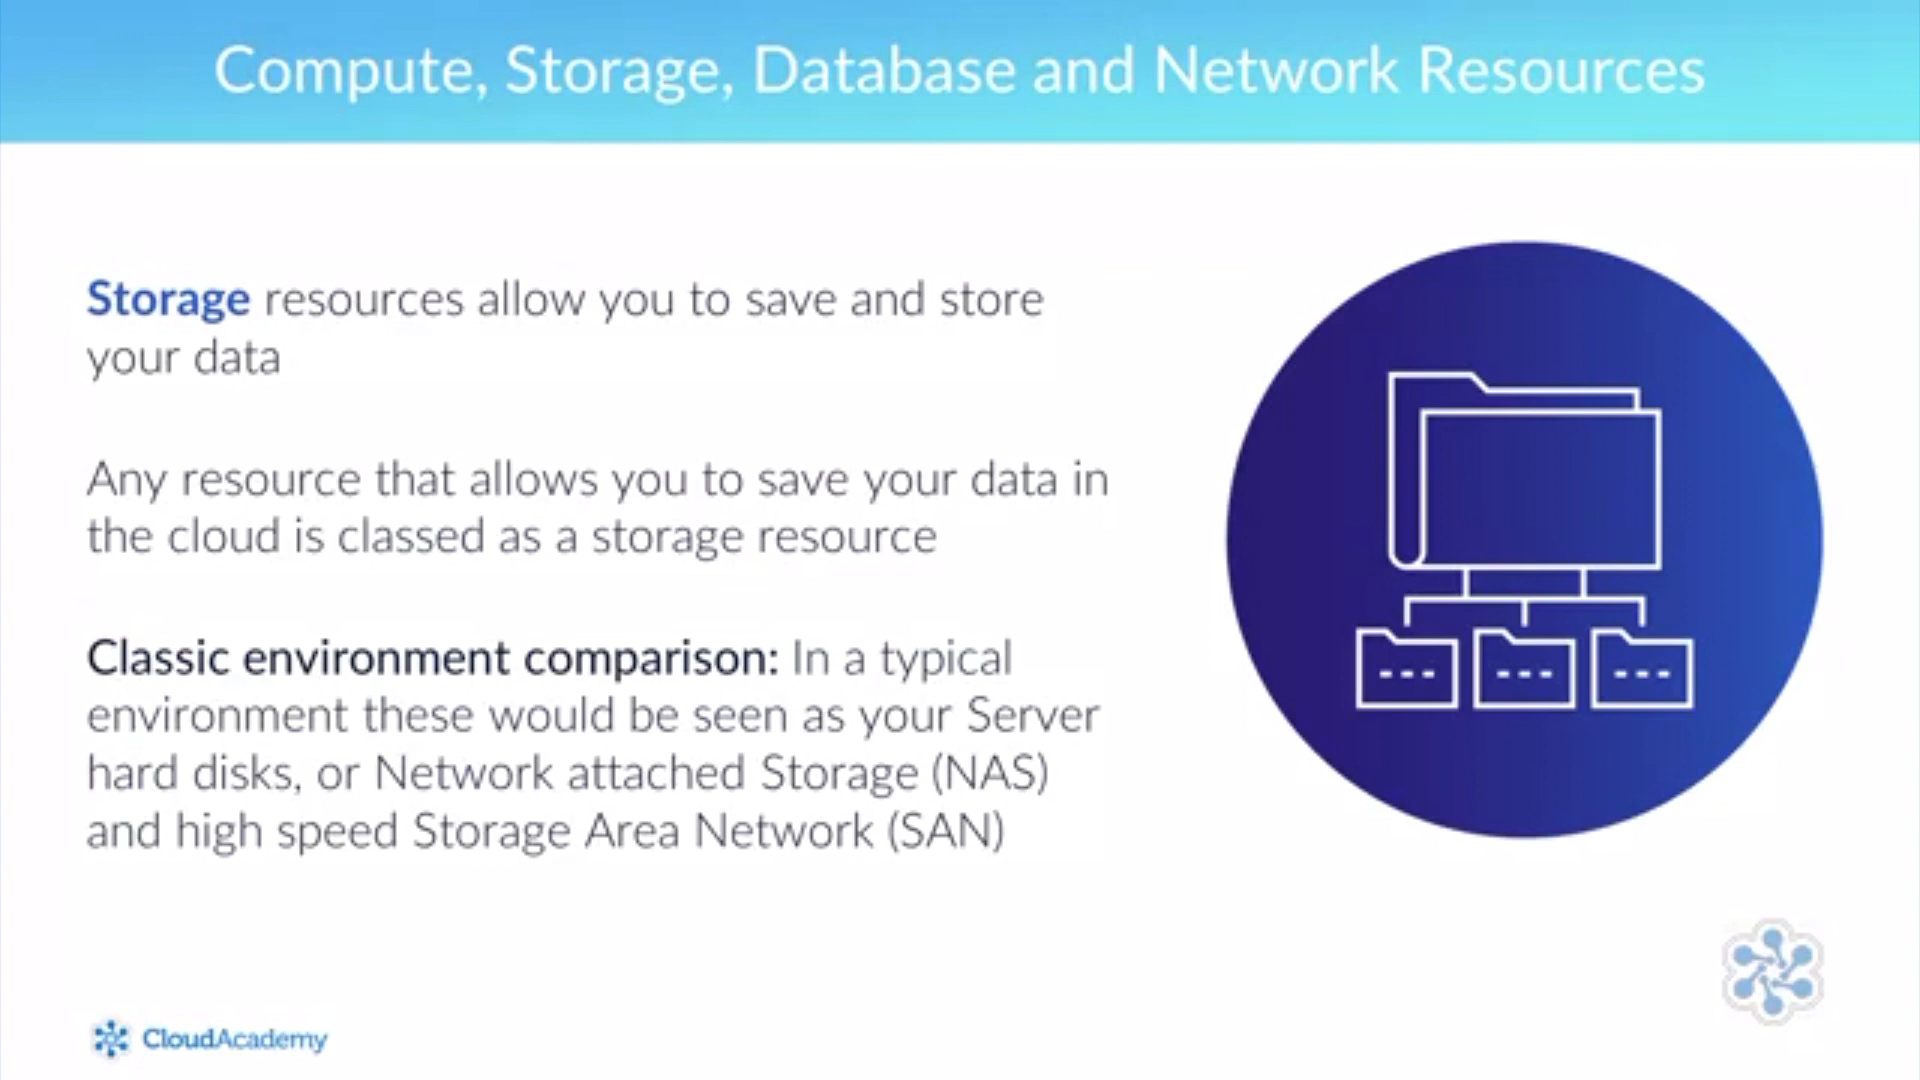 Compute, Storage, Database and Network Resources
Storage resources allow you to save and store
your data
Any resource that allows you to save your data in
the cloud is classed as a storage resource
Classic environment comparison: In a typical
environment these would be seen as your Server
hard disks, or Network attached Storage (NAS)
and high speed Storage Area Network (SAN)
CloudAcademy